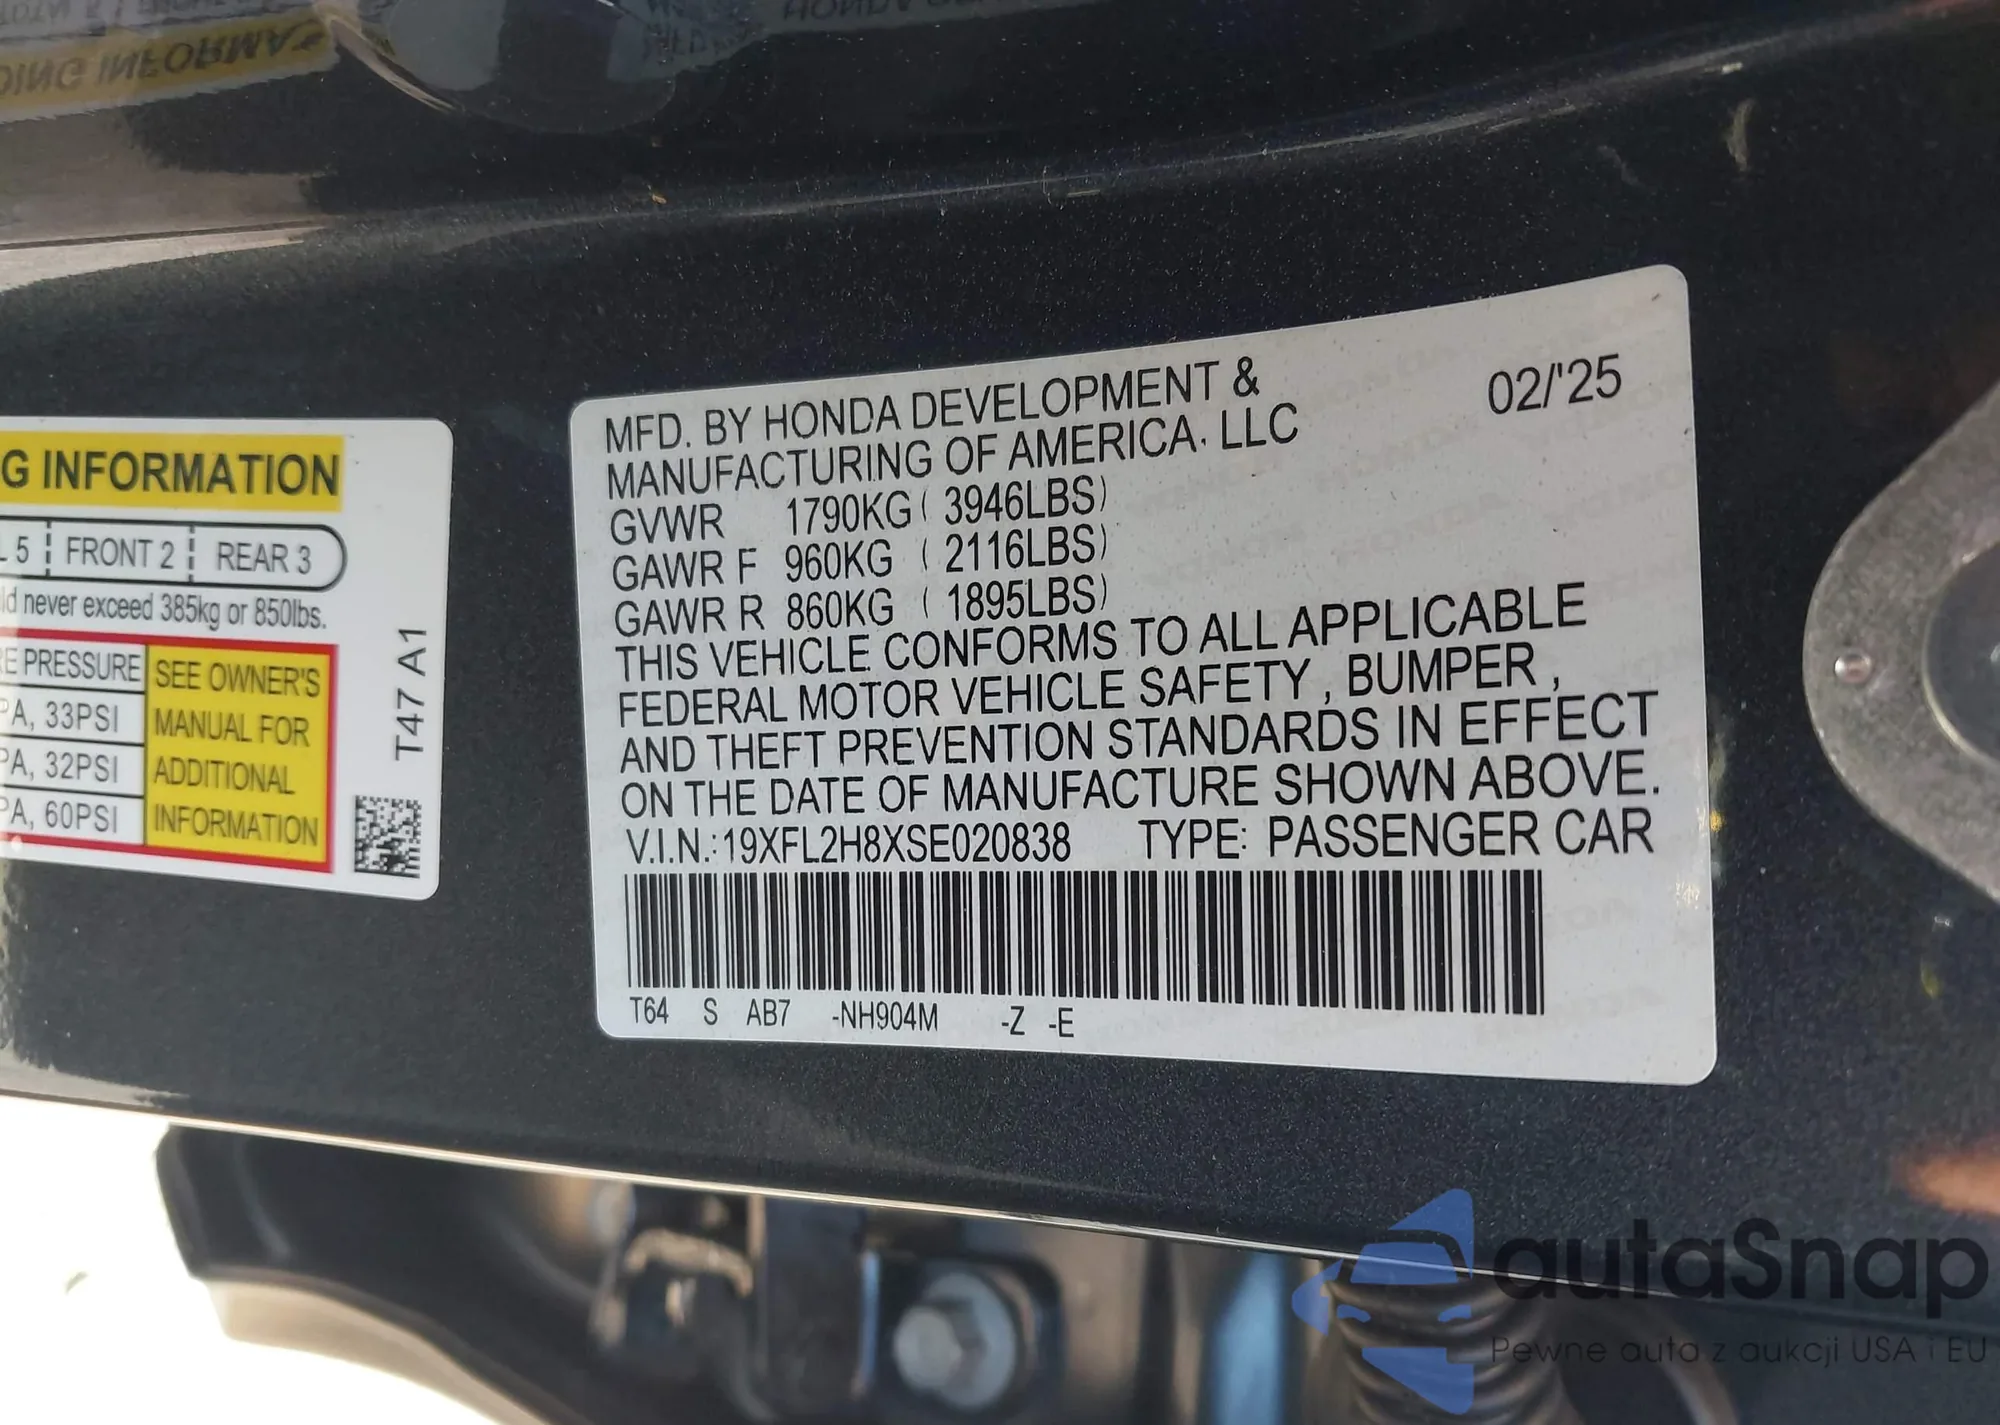 G INFORMATION
L 5 FRONT 2 REAR 3
ld never exceed 385kg or 850lbs.
RE PRESSURE
PA, 33PSI
PA, 32PSI
PA, 60PSI
SEE OWNER'S
MANUAL FOR
ADDITIONAL
INFORMATION
T47 A1
MFD. BY HONDA DEVELOPMENT & 02/'25
MANUFACTURING OF AMERICA. LLC
GVWR 1790KG ( 3946LBS)
GAWR F 960KG ( 2116LBS)
GAWR R 860KG ( 1895LBS)
THIS VEHICLE CONFORMS TO ALL APPLICABLE
FEDERAL MOTOR VEHICLE SAFETY , BUMPER ,
AND THEFT PREVENTION STANDARDS IN EFFECT
ON THE DATE OF MANUFACTURE SHOWN ABOVE.
V.I.N.: 19XFL2H8XSE020838 TYPE: PASSENGER CAR
T64 S AB7 -NH904M -Z -E
autaSnap
Pewne auta z aukcji USA i EU